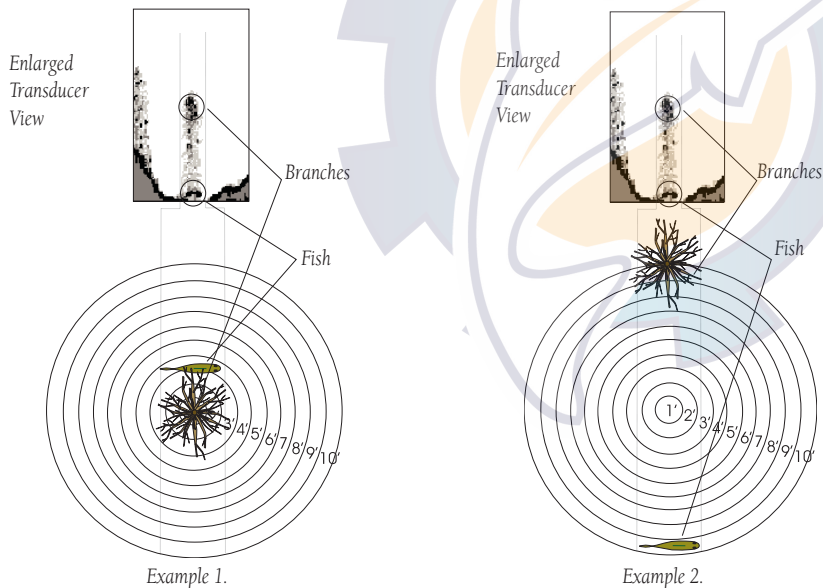 Enlarged
Transducer
View
Branches
Fish
3' 4' 5' 6' 7 8' 9' 10'
Example 1.
Enlarged
Transducer
View
Branches
Fish
1' 2' 3' 4' 5' 6' 7' 8' 9' 10'
Example 2.